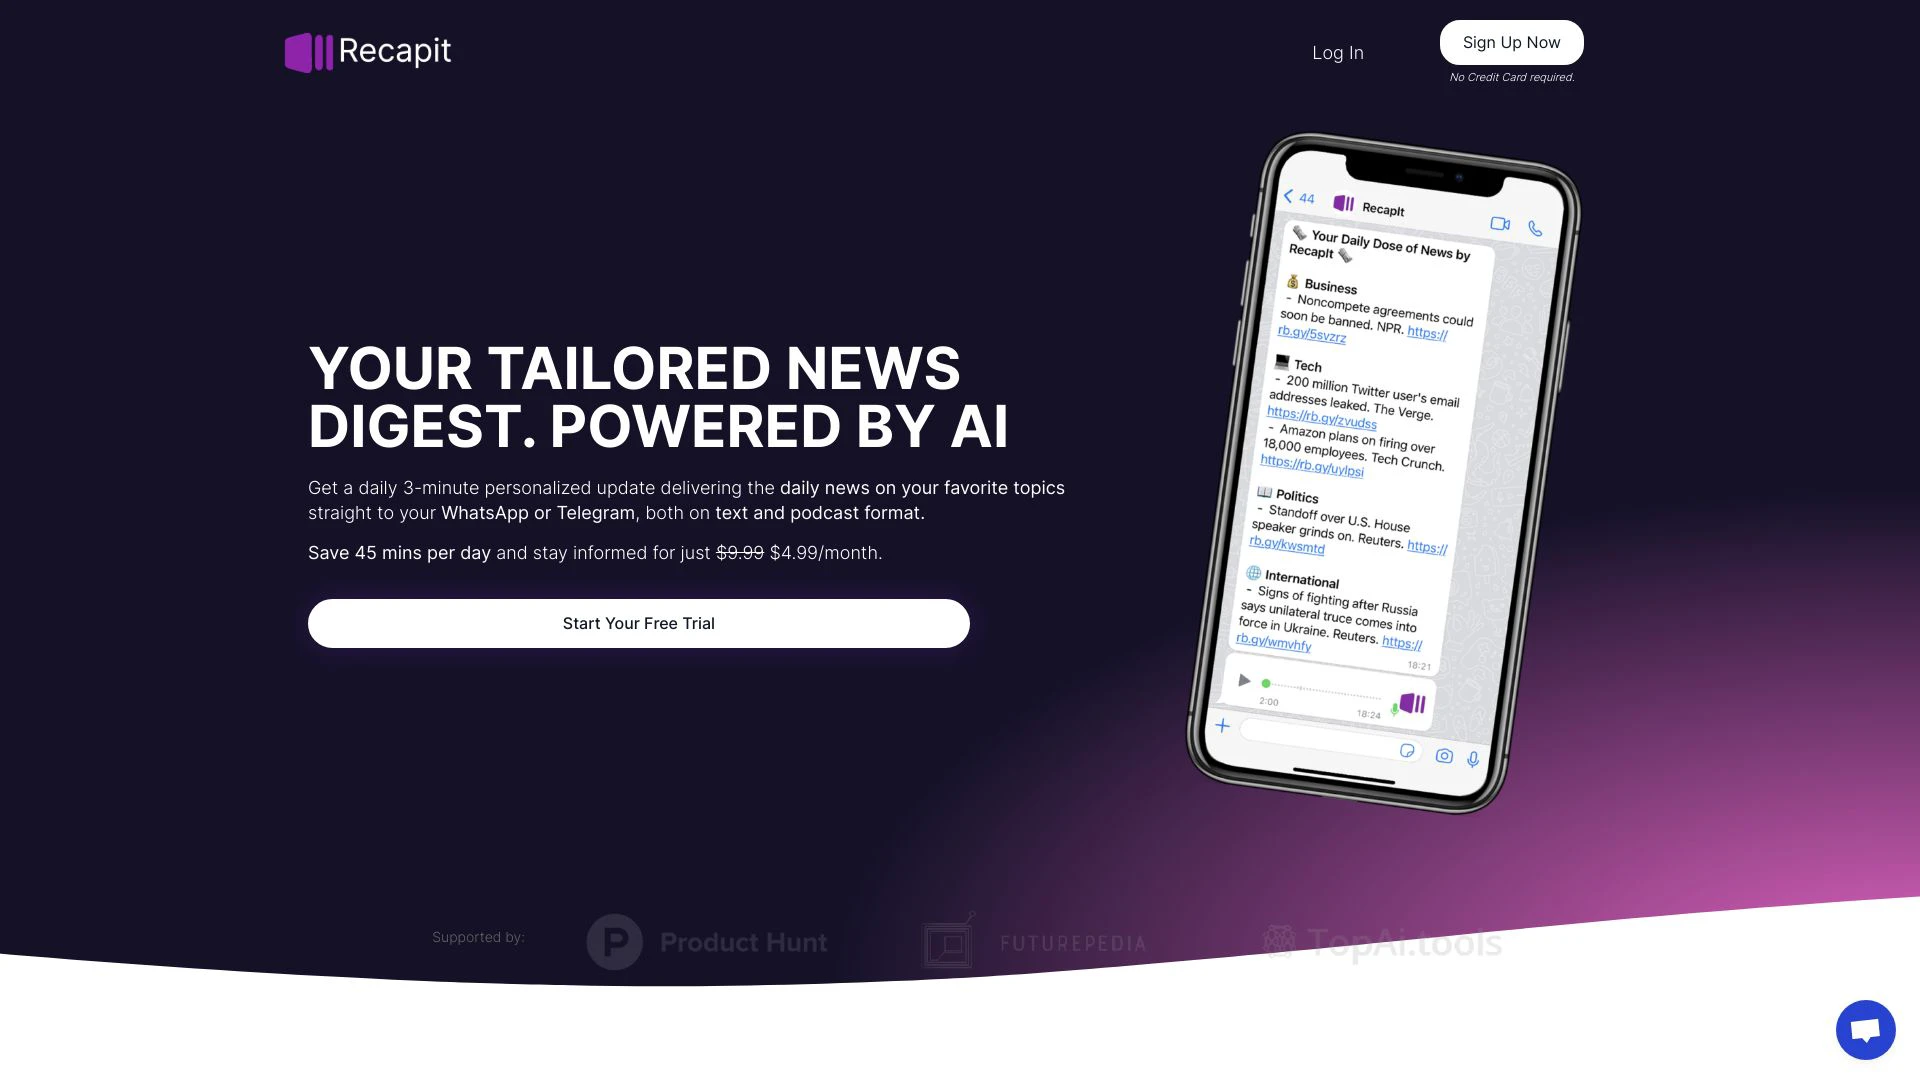 Recapit
Log In
Sign Up Now
No Credit Card required.
YOUR TAILORED NEWS
DIGEST. POWERED BY AI
Get a daily 3-minute personalized update delivering the daily news on your favorite topics
straight to your WhatsApp or Telegram, both on text and podcast format.
Save 45 mins per day and stay informed for just $9.99 $4.99/month.
Start Your Free Trial
44
RecapIt
Your Daily Dose of News by
RecapIt
Business
- Noncompete agreements could
soon be banned. NPR. https://
rb.gy/5svzrz
Tech
- 200 million Twitter user's email
addresses leaked. The Verge.
https://rb.gy/zvudss
- Amazon plans on firing over
18,000 employees. Tech Crunch.
https://rb.gy/uylpsi
Politics
- Standoff over U.S. House
speaker grinds on. Reuters. https://
rb.gy/kwsmtd
International
- Signs of fighting after Russia
says unilateral truce comes into
force in Ukraine. Reuters. https://
rb.gy/wmvhfy
18:21
2:00
18:24
Supported by:
P Product Hunt
FUTUREPEDIA
TopAi.tools